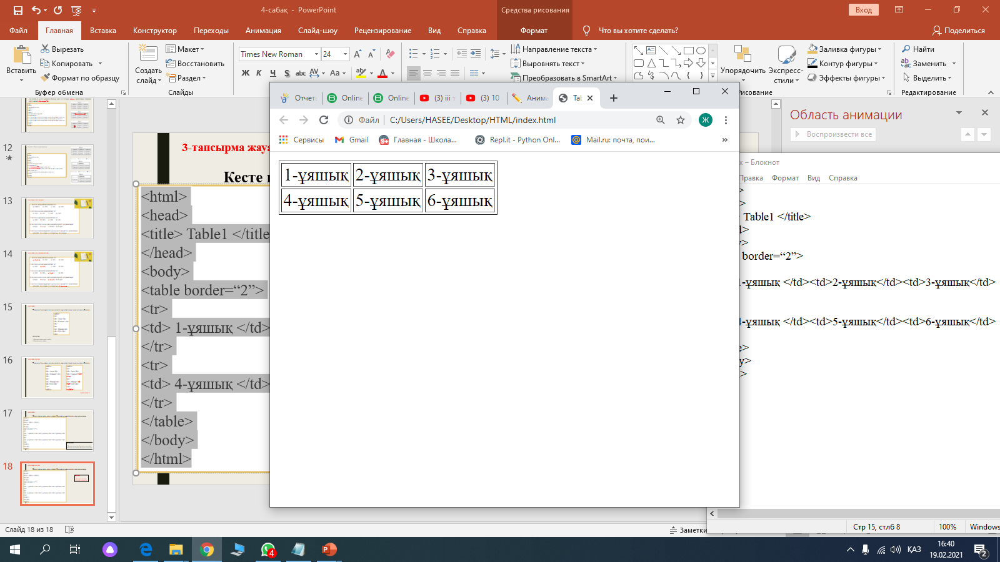 4-сабақ - PowerPoint
Средства рисования
Вход
Файл Главная Вставка Конструктор Переходы Анимация Слайд-шоу Рецензирование Вид Справка Формат Что вы хотите сделать? Поделиться
Вставить
Вырезать
Копировать
Формат по образцу
Буфер обмена
Создать слайд
Макет
Восстановить
Раздел
Слайды
Times New Roman 24
Ж К Ч S abc AV Aa A
Направление текста
Выровнять текст
Преобразовать в SmartArt
Упорядочить
Экспресс-стили
Заливка фигуры
Контур фигуры
Эффекты фигуры
Рисование
Найти
Заменить
Выделить
Редактирование
12
13
14
15
16
17
18
3-тапсырма жауа
Кесте
<html>
<head>
<title> Table1 </title
</head>
<body>
<table border=“2”>
<tr>
<td> 1-ұяшық </td>
</tr>
<tr>
<td> 4-ұяшық </td>
</tr>
</table>
</body>
</html>
Отчет Online Online (3) iii т (3) 10 Анима Tab
Файл C:/Users/HASEE/Desktop/HTML/index.html Ж
Сервисы Gmail Главная - Школа... Repl.it - Python Onl... Mail.ru: почта, пои... »
1-ұяшық 2-ұяшық 3-ұяшық
4-ұяшық 5-ұяшық 6-ұяшық
Область анимации
Воспроизвести все
х – Блокнот
Правка Формат Вид Справка
>
>
Table1 </title>
d>
y>
border=“2”>
1-ұяшық </td><td>2-ұяшық</td><td>3-ұяшық</td>
4-ұяшық </td><td>5-ұяшық</td><td>6-ұяшық</td>
le>
y>
>
Стр 15, стлб 8 100% Windows
Слайд 18 из 18
Заметки
4
ҚАЗ
16:40
19.02.2021
2